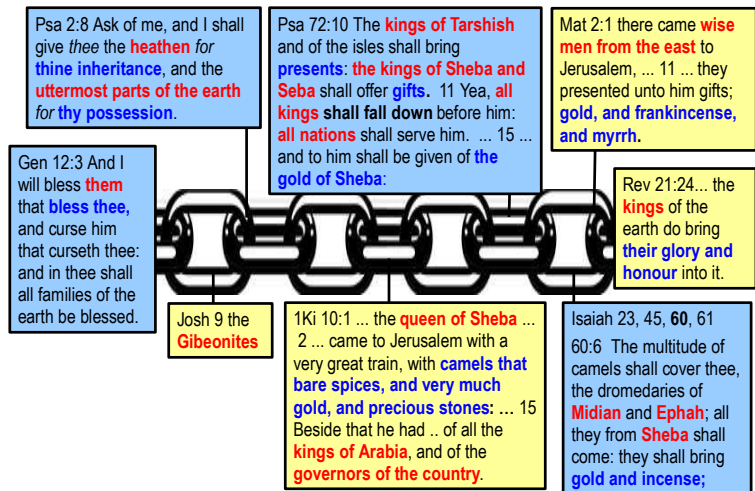 Psa 2:8 Ask of me, and I shall
give thee the heathen for
thine inheritance, and the
uttermost parts of the earth
for thy possession.
Psa 72:10 The kings of Tarshish
and of the isles shall bring
presents: the kings of Sheba and
Seba shall offer gifts. 11 Yea, all
kings shall fall down before him:
all nations shall serve him. ... 15 ...
and to him shall be given of the
gold of Sheba:
Mat 2:1 there came wise
men from the east to
Jerusalem, ... 11 ... they
presented unto him gifts;
gold, and frankincense,
and myrrh.
Gen 12:3 And I
will bless them
that bless thee,
and curse him
that curseth thee:
and in thee shall
all families of the
earth be blessed.
Rev 21:24... the
kings of the
earth do bring
their glory and
honour into it.
Josh 9 the
Gibeonites
1Ki 10:1 ... the queen of Sheba ...
2 ... came to Jerusalem with a
very great train, with camels that
bare spices, and very much
gold, and precious stones: ... 15
Beside that he had .. of all the
kings of Arabia, and of the
governors of the country.
Isaiah 23, 45, 60, 61
60:6 The multitude of
camels shall cover thee,
the dromedaries of
Midian and Ephah; all
they from Sheba shall
come: they shall bring
gold and incense;